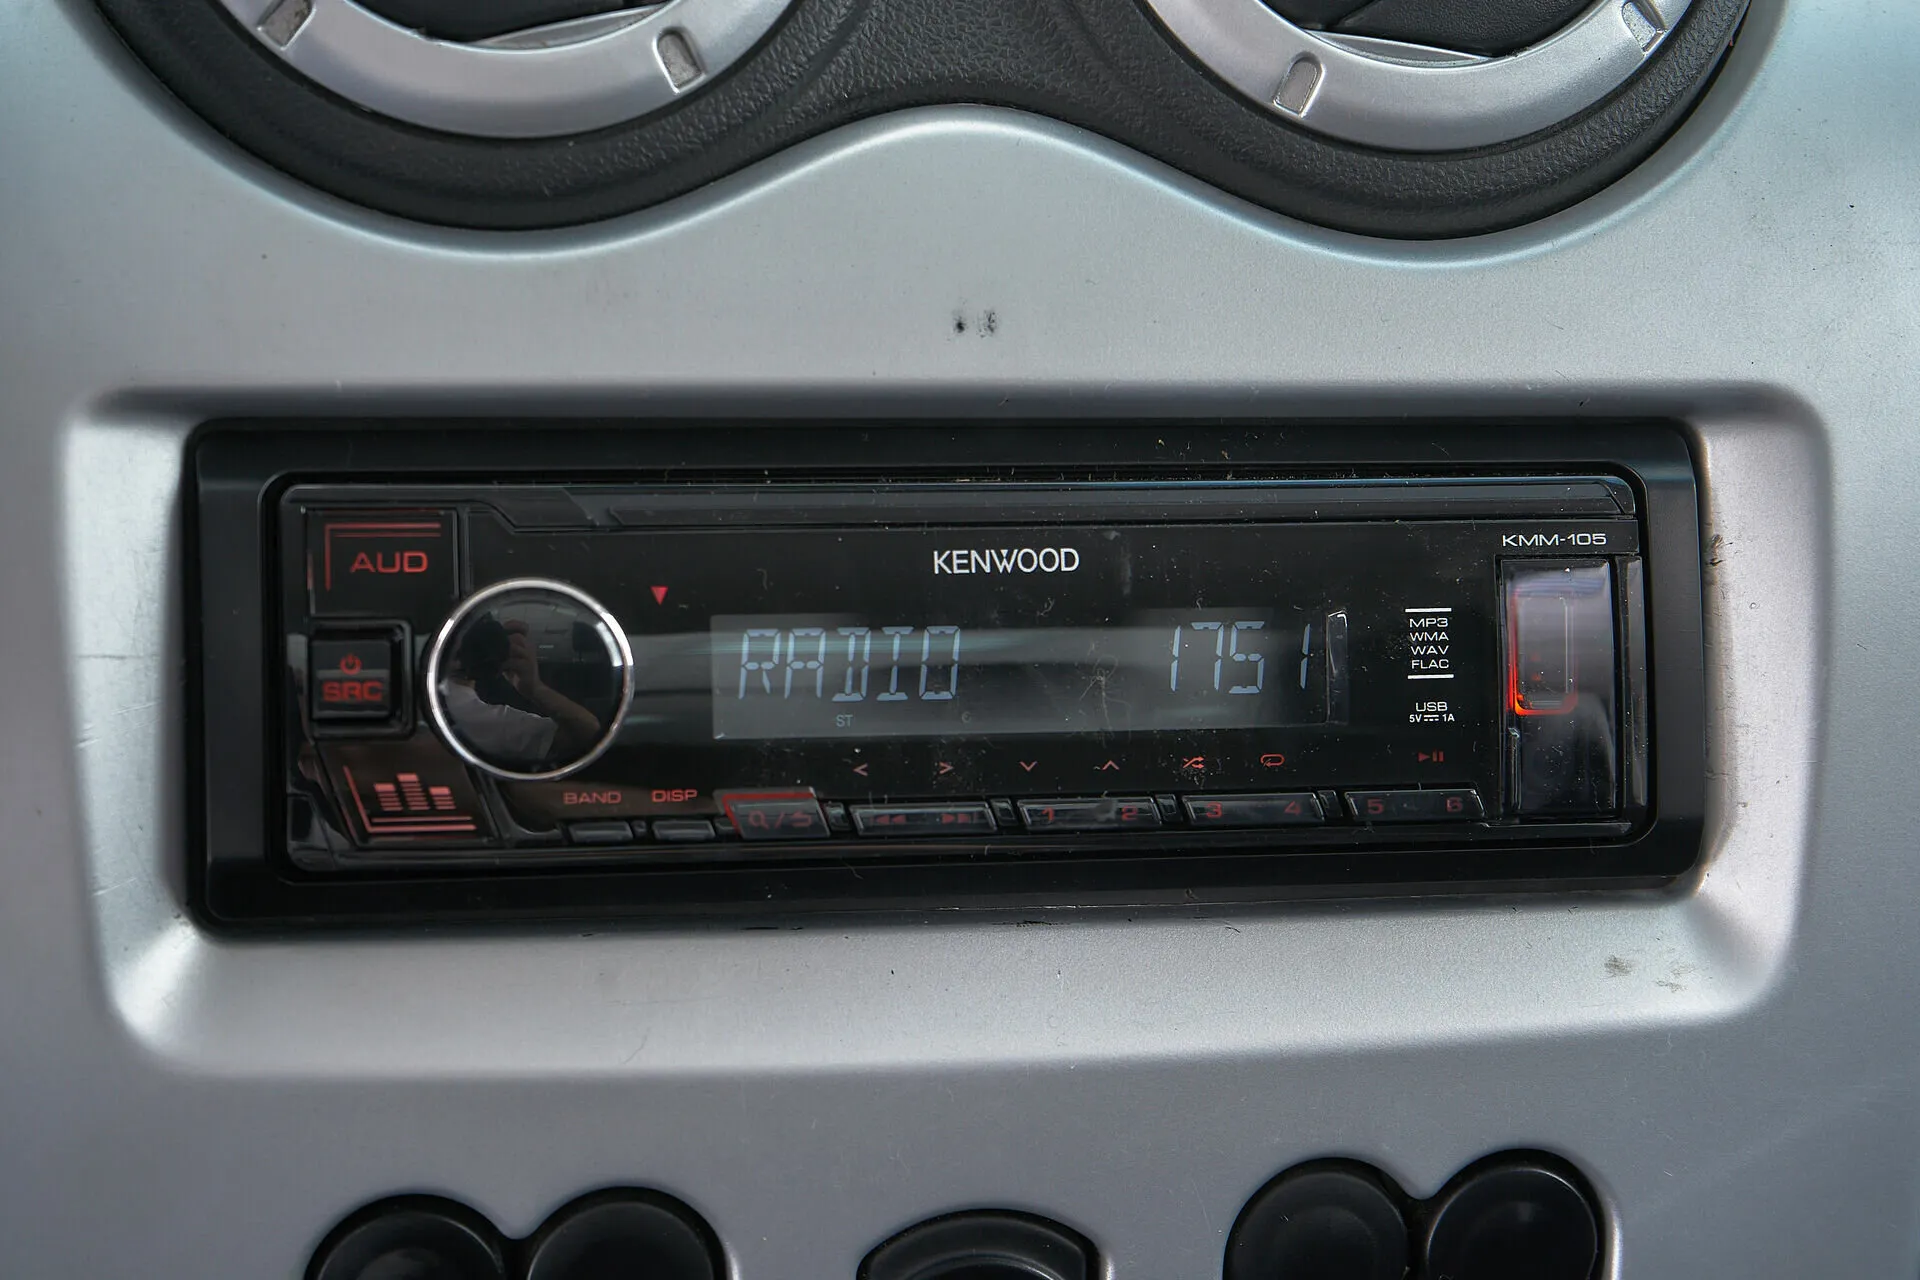 KENWOOD
KMM-105
AUD
SRC
RADIO 1751
ST
MP3
WMA
WAV
FLAC
USB
5V 1A
BAND DISP
1 2 3 4 5 6